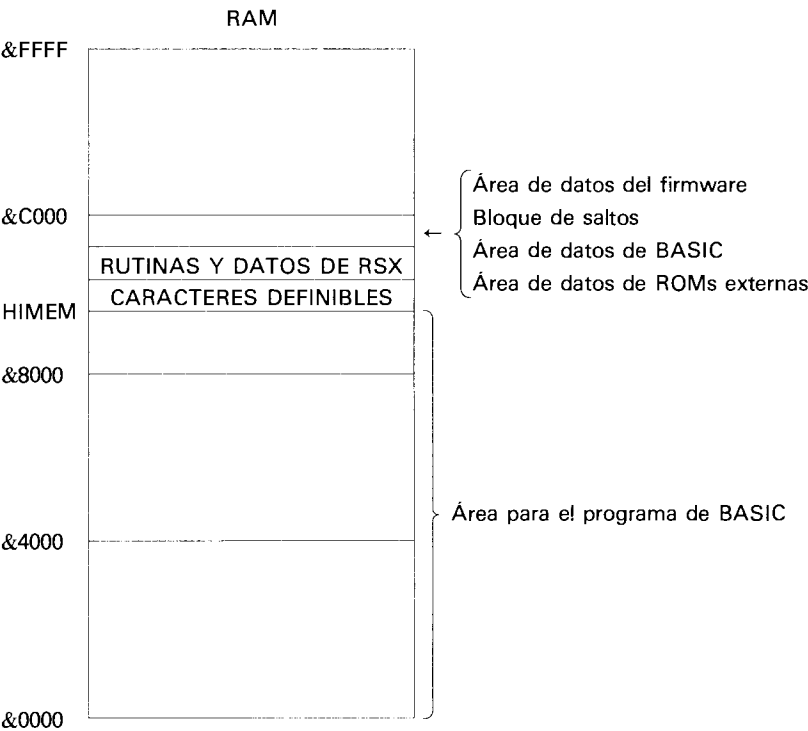 RAM
&FFFF
Área de datos del firmware
&C000
Bloque de saltos
←
Área de datos de BASIC
RUTINAS Y DATOS DE RSX
Área de datos de ROMs externas
CARACTERES DEFINIBLES
HIMEM
&8000
Área para el programa de BASIC
&4000
&0000